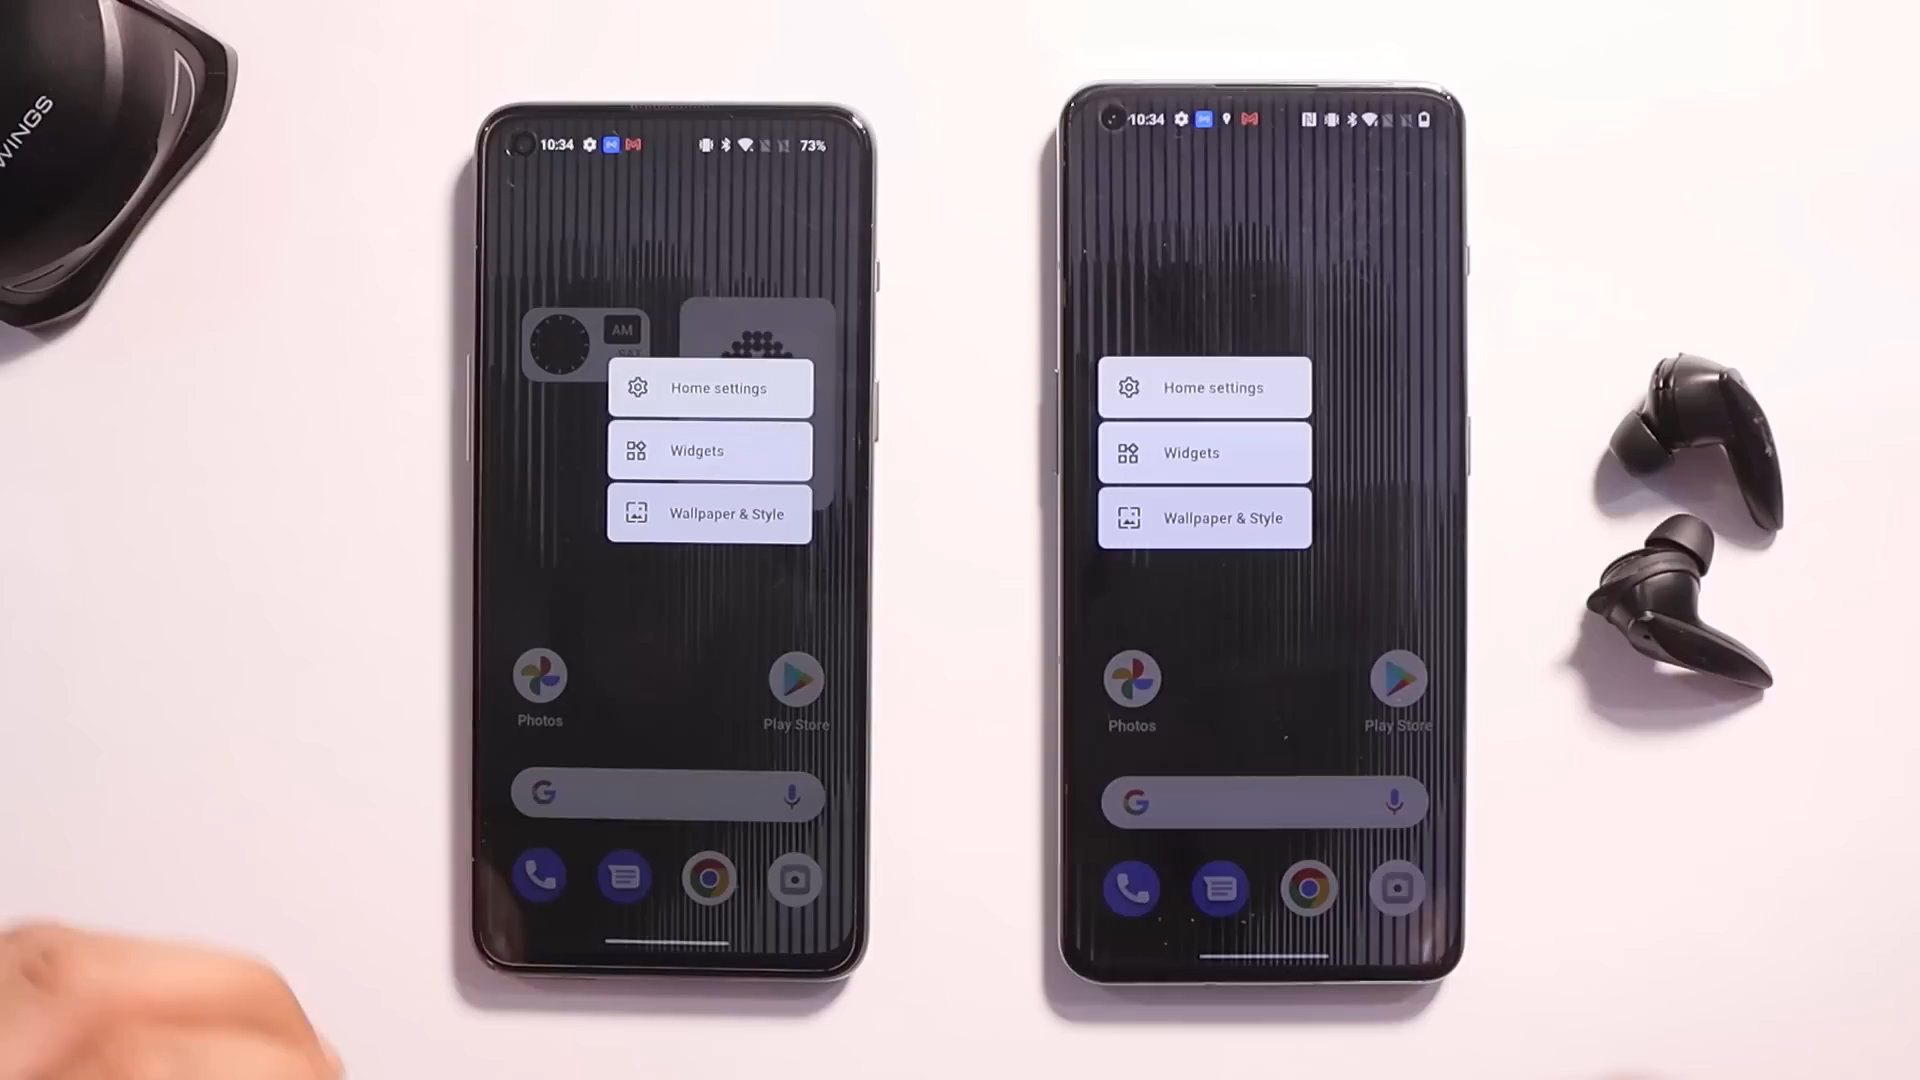 WINGS
10:34
73%
AM
Home settings
Widgets
Wallpaper & Style
Photos
Play Store
10:34
Home settings
Widgets
Wallpaper & Style
Photos
Play Store